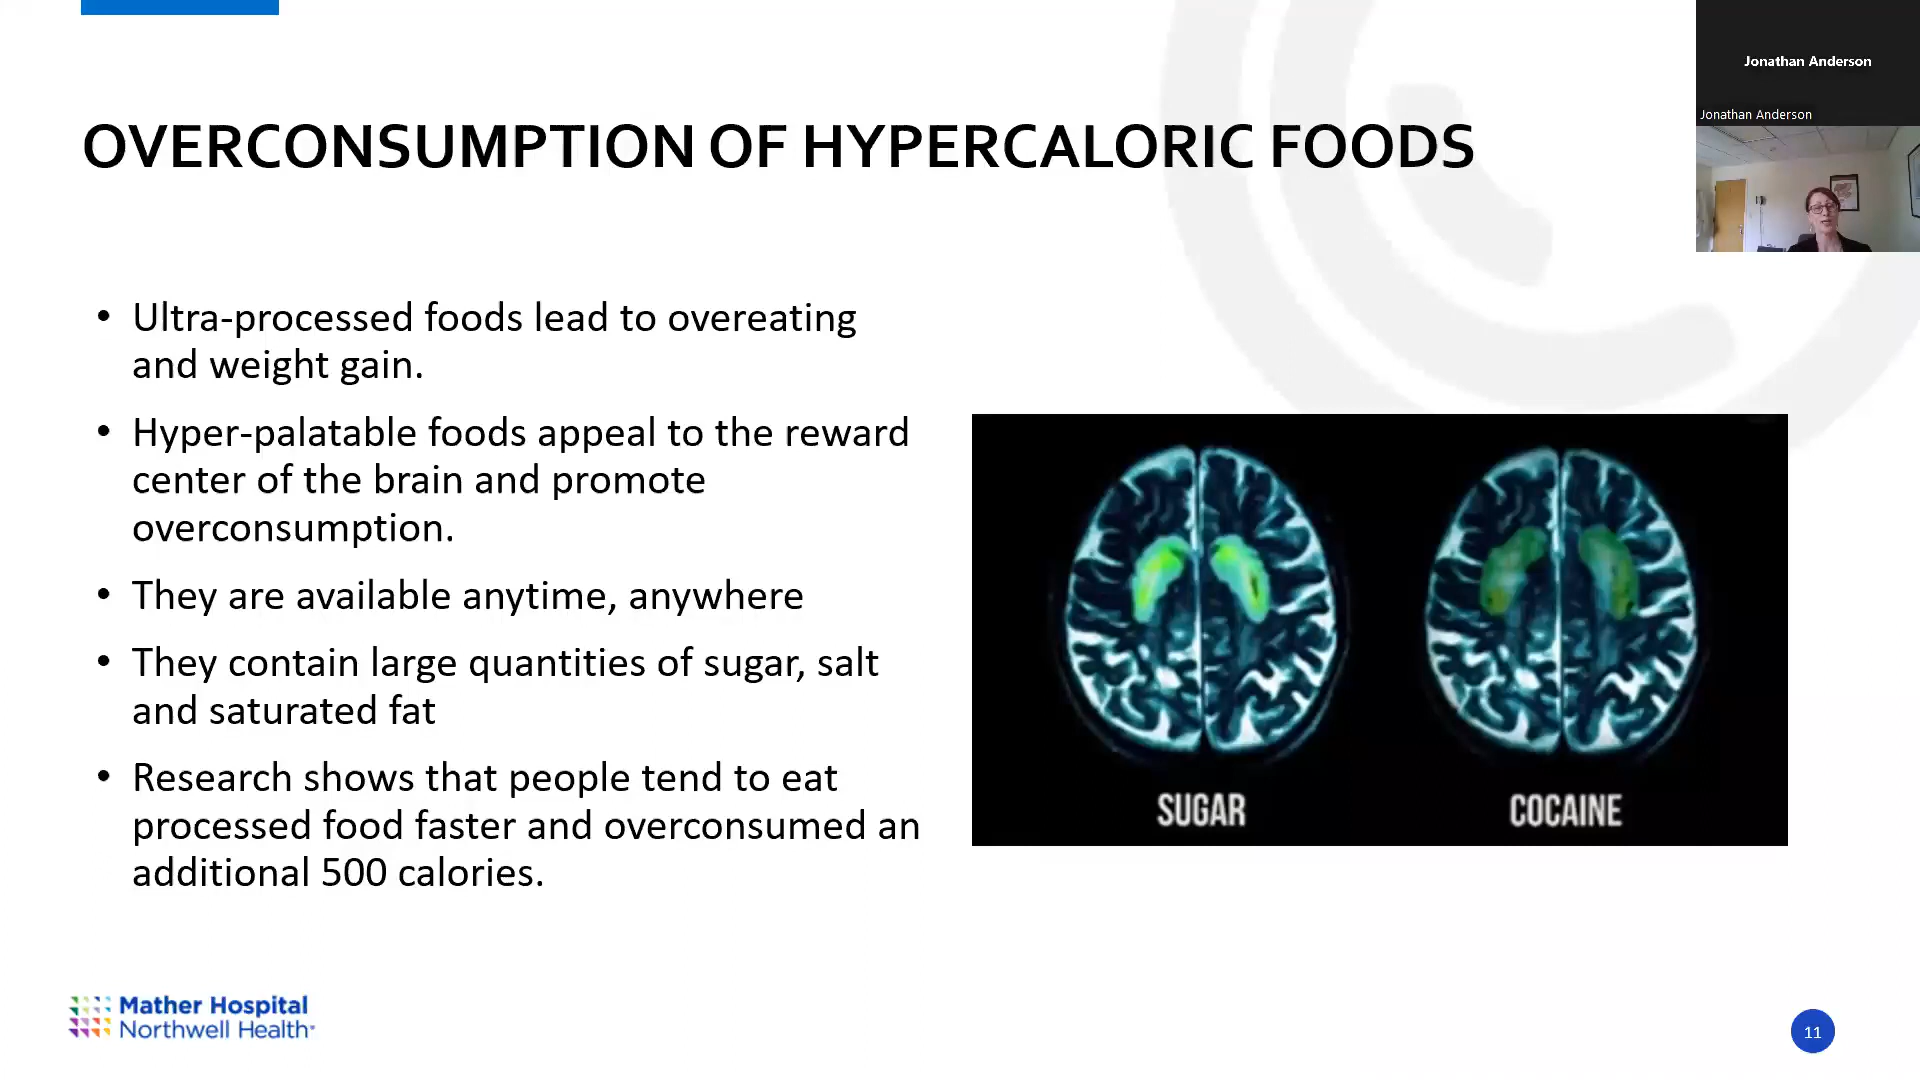 Jonathan Anderson
Jonathan Anderson
OVERCONSUMPTION OF HYPERCALORIC FOODS
• Ultra-processed foods lead to overeating
and weight gain.
• Hyper-palatable foods appeal to the reward
center of the brain and promote
overconsumption.
• They are available anytime, anywhere
• They contain large quantities of sugar, salt
and saturated fat
• Research shows that people tend to eat
processed food faster and overconsumed an
additional 500 calories.
SUGAR
COCAINE
Mather Hospital
Northwell Health
11